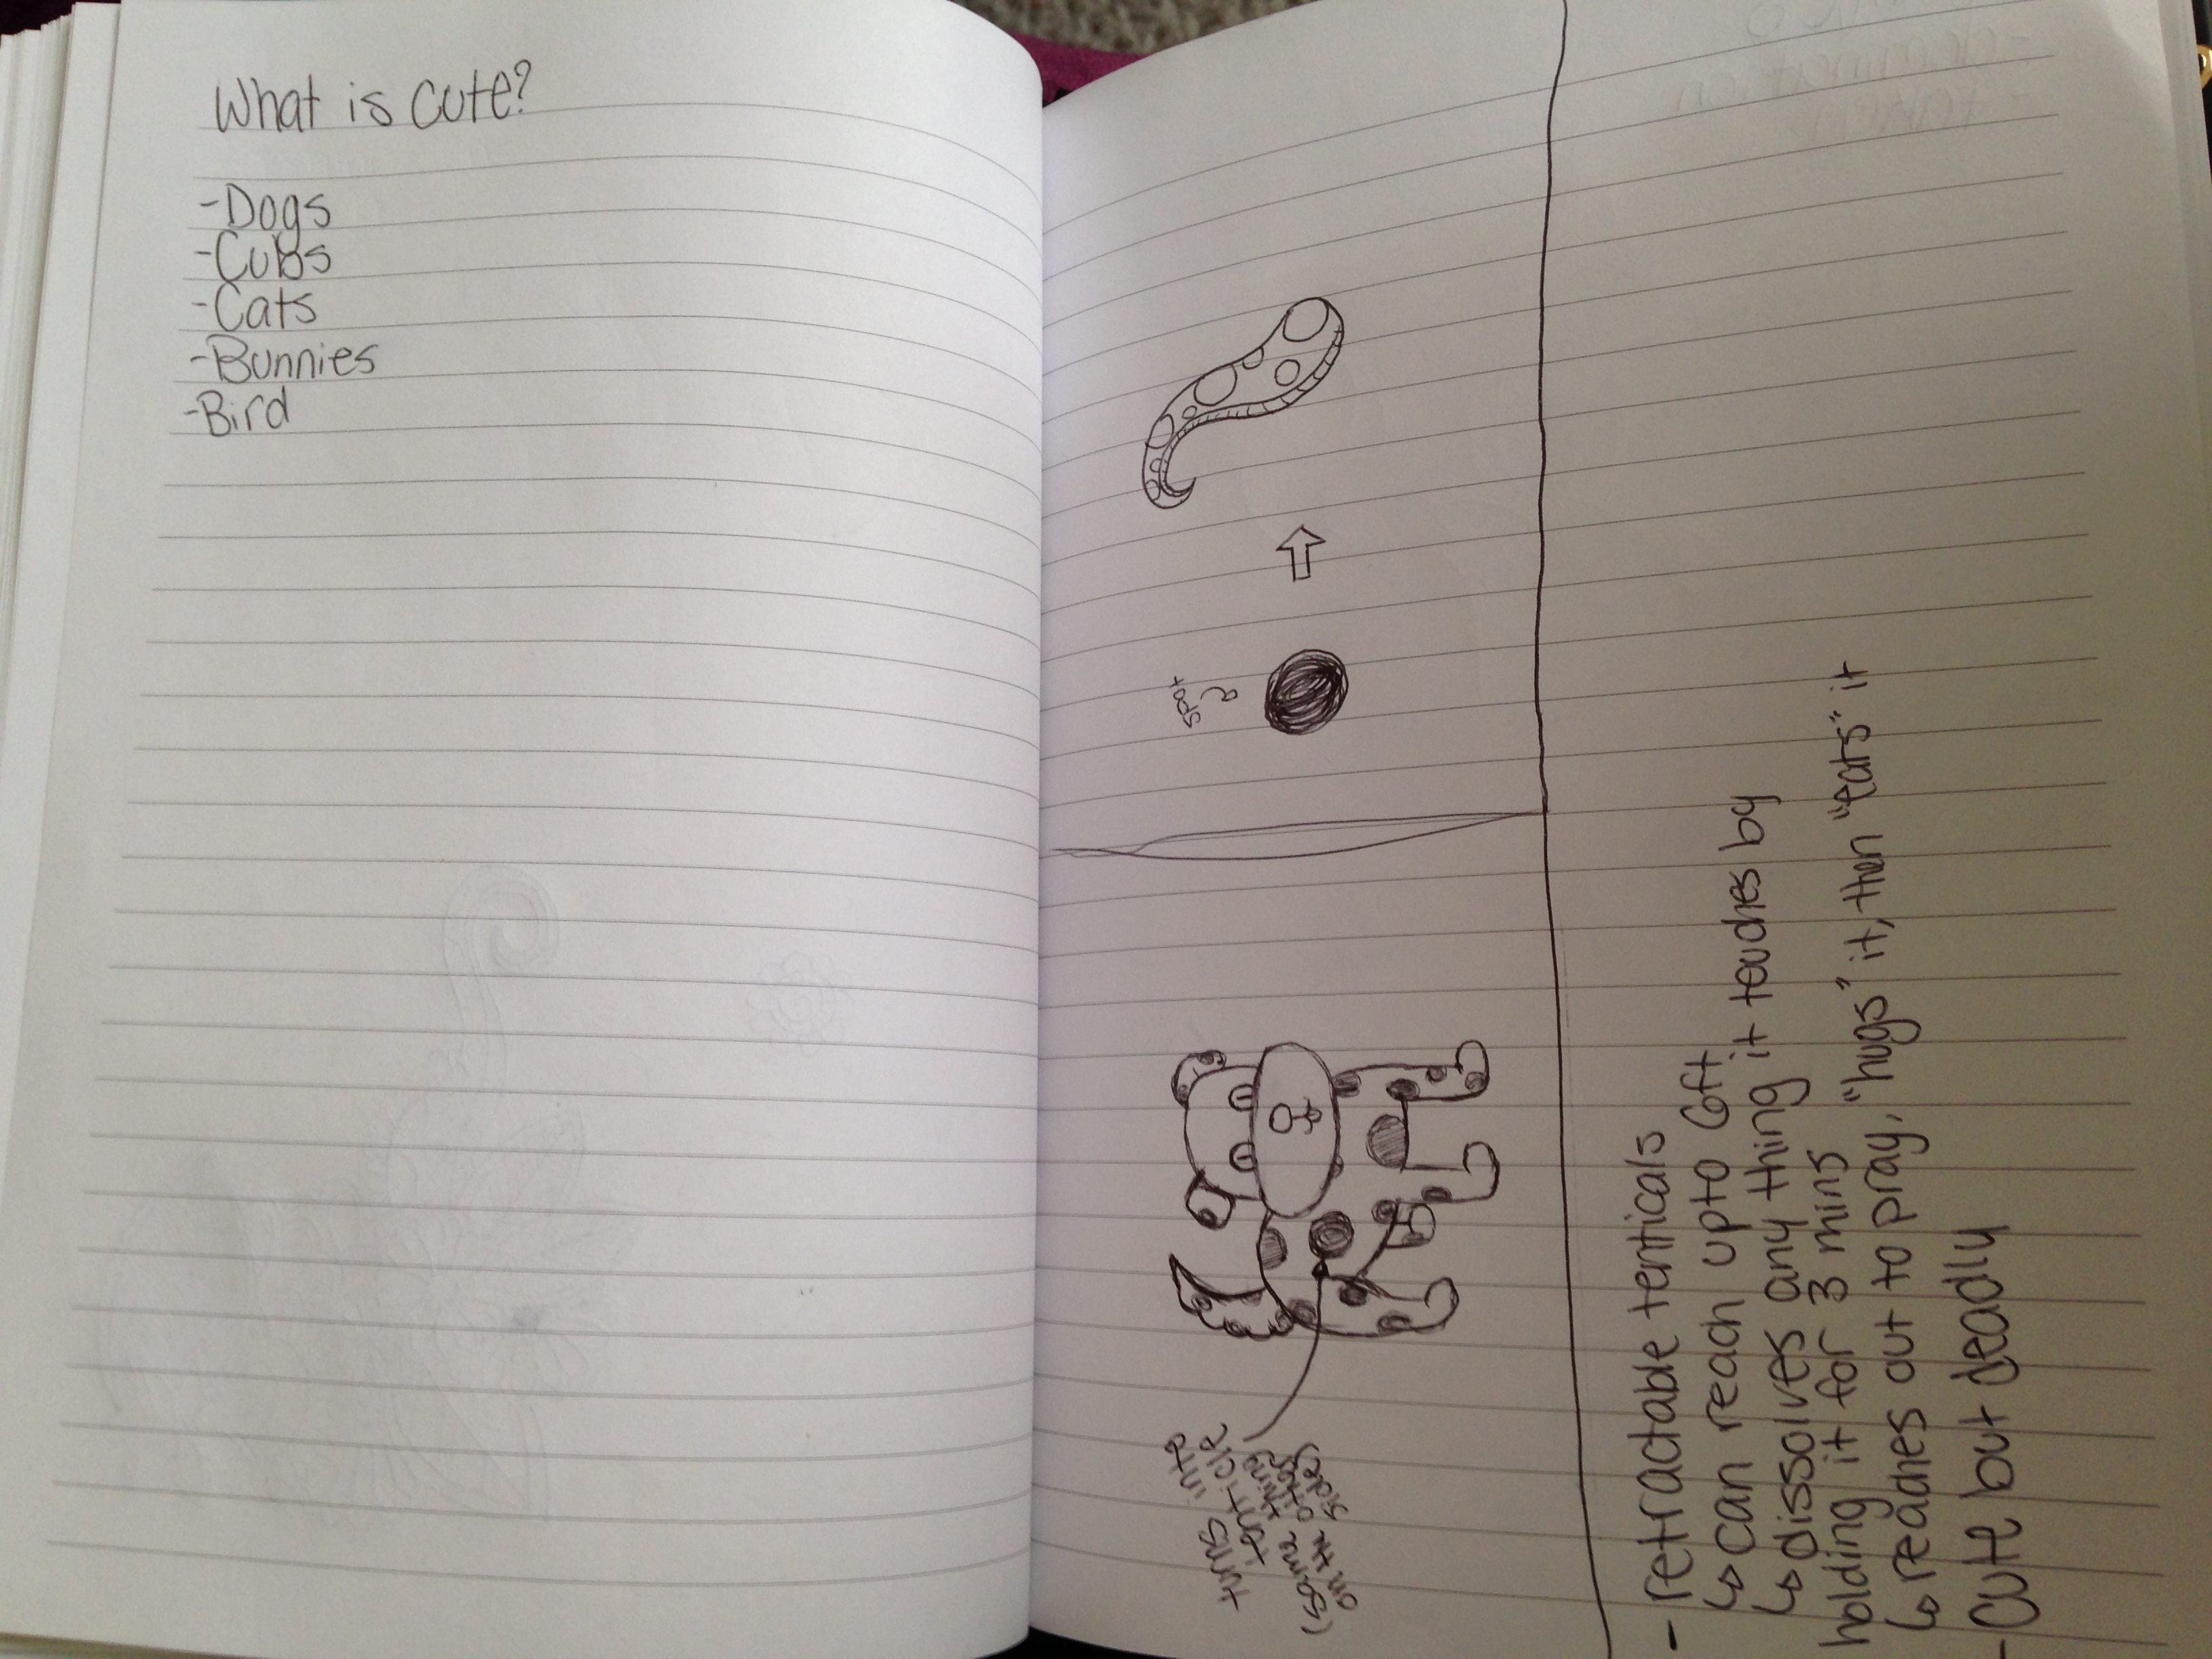 What is cute?
-Dogs
-Cubs
-Cats
-Bunnies
-Bird
turns into
tenticle
(same thing
on the other
side)
a spot
- retractable tenticals
↳ can reach upto 6ft
↳ dissolves any thing it touches by
holding it for 3 mins
↳ reaches out to pray, "hugs" it, then "eats" it
- cute but deadly